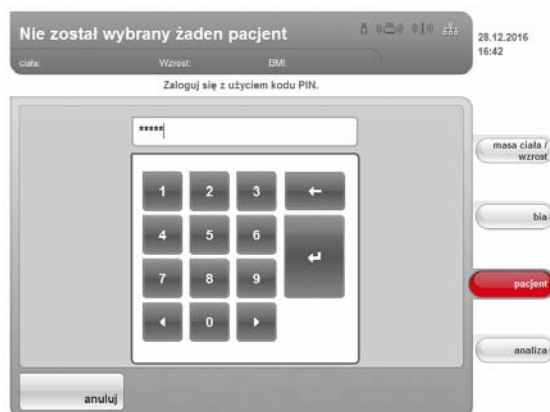 Nie został wybrany żaden pacjent
28.12.2016
16:42
ciała:
Wzrost:
BMI:
Zaloguj się z użyciem kodu PIN.
*****
1 2 3
4 5 6
7 8 9
0
masa ciała /
wzrost
bia
pacjent
analiza
anuluj